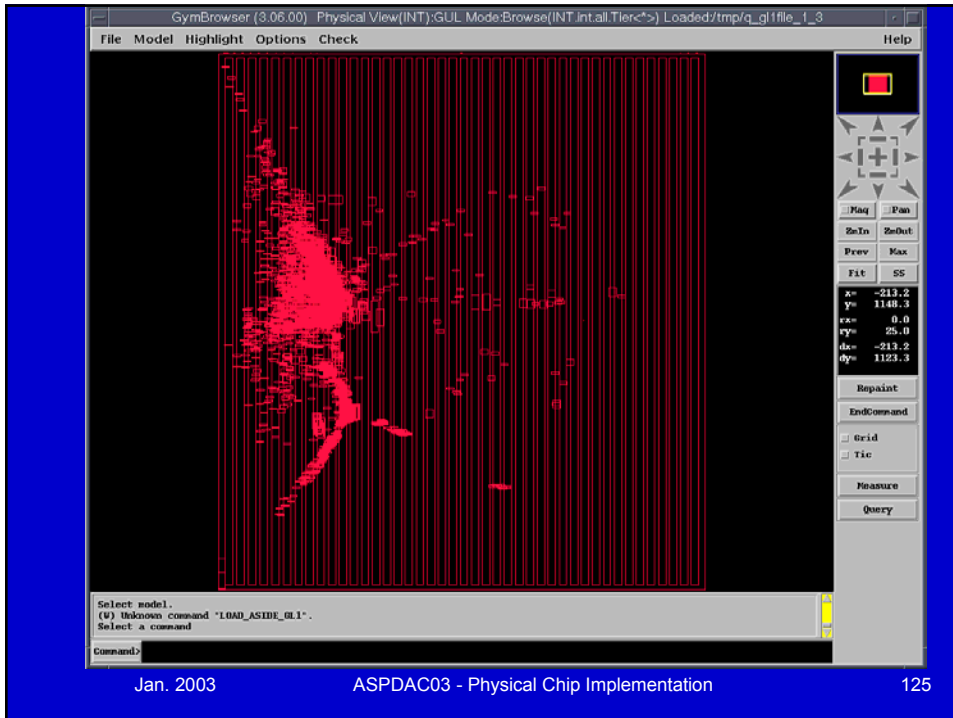 GymBrowser (3.06.00) Physical View(INT):GUL Mode:Browse(INT.int.all.Tier<*>) Loaded:/tmp/q_gl1file_1_3
File Model Highlight Options Check Help
Maq Pan
ZmIn ZmOut
Prev Max
Fit SS
x= -213.2
y= 1148.3
rx= 0.0
ry= 25.0
dx= -213.2
dy= 1123.3
Repaint
EndCommand
Grid
Tic
Measure
Query
Select model.
(W) Unknown command "LOAD_ASIDE_GL1".
Select a command
Command>
Jan. 2003 ASPDAC03 - Physical Chip Implementation 125